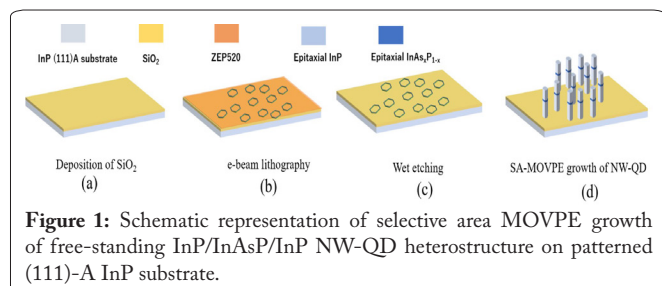 InP (111)A substrate SiO₂ ZEP520 Epitaxial InP Epitaxial InAsₓP₁₋ₓ
Deposition of SiO₂ e-beam lithography Wet etching SA-MOVPE growth of NW-QD
(a) (b) (c) (d)
Figure 1: Schematic representation of selective area MOVPE growth
of free-standing InP/InAsP/InP NW-QD heterostructure on patterned
(111)-A InP substrate.